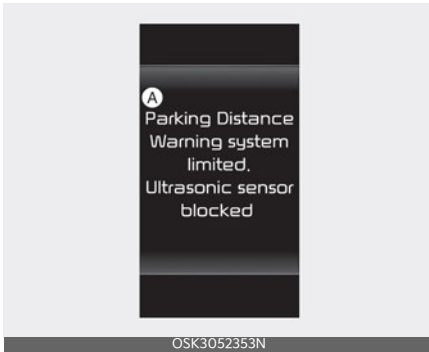 A
Parking Distance
Warning system
limited.
Ultrasonic sensor
blocked
OSK3052353N